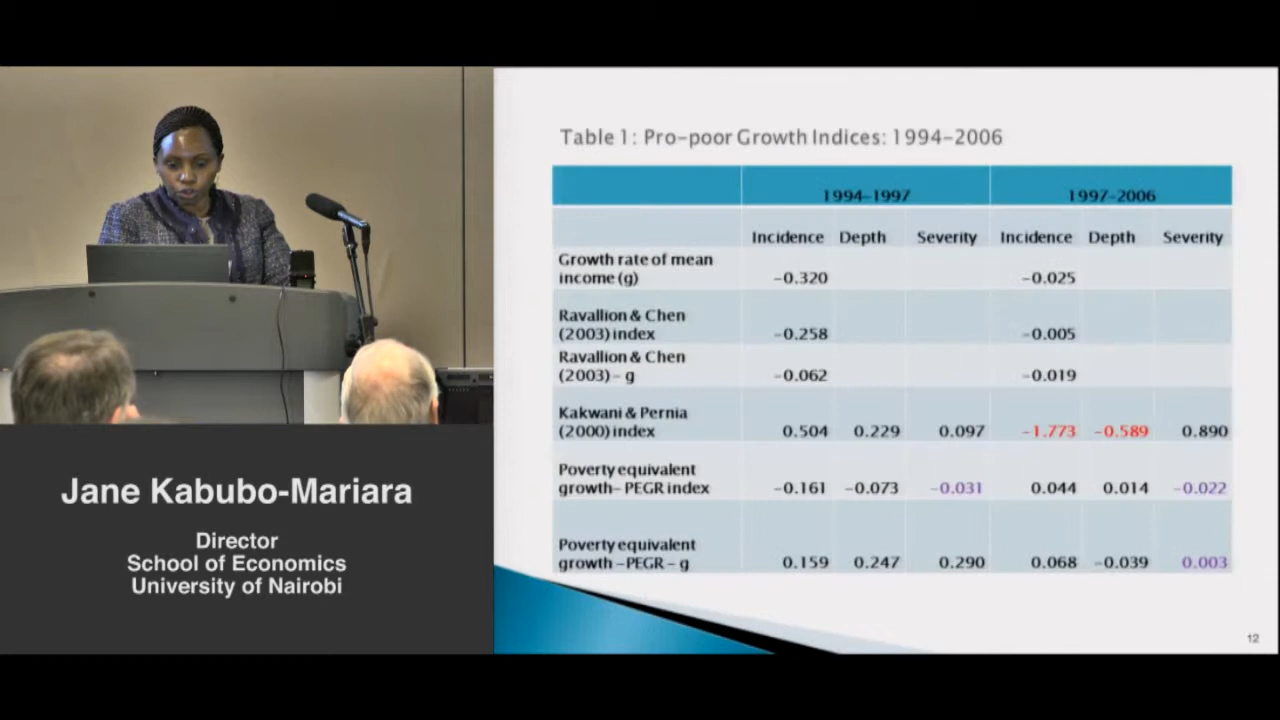 Jane Kabubo-Mariara
Director
School of Economics
University of Nairobi
Table 1: Pro-poor Growth Indices: 1994–2006
1994–1997 1997–2006
Incidence Depth Severity Incidence Depth Severity
Growth rate of mean
income (g) −0.320 −0.025
Ravallion & Chen
(2003) index −0.258 −0.005
Ravallion & Chen
(2003) – g −0.062 −0.019
Kakwani & Pernia
(2000) index 0.504 0.229 0.097 −1.773 −0.589 0.890
Poverty equivalent
growth– PEGR index −0.161 −0.073 −0.031 0.044 0.014 −0.022
Poverty equivalent
growth –PEGR – g 0.159 0.247 0.290 0.068 −0.039 0.003
12